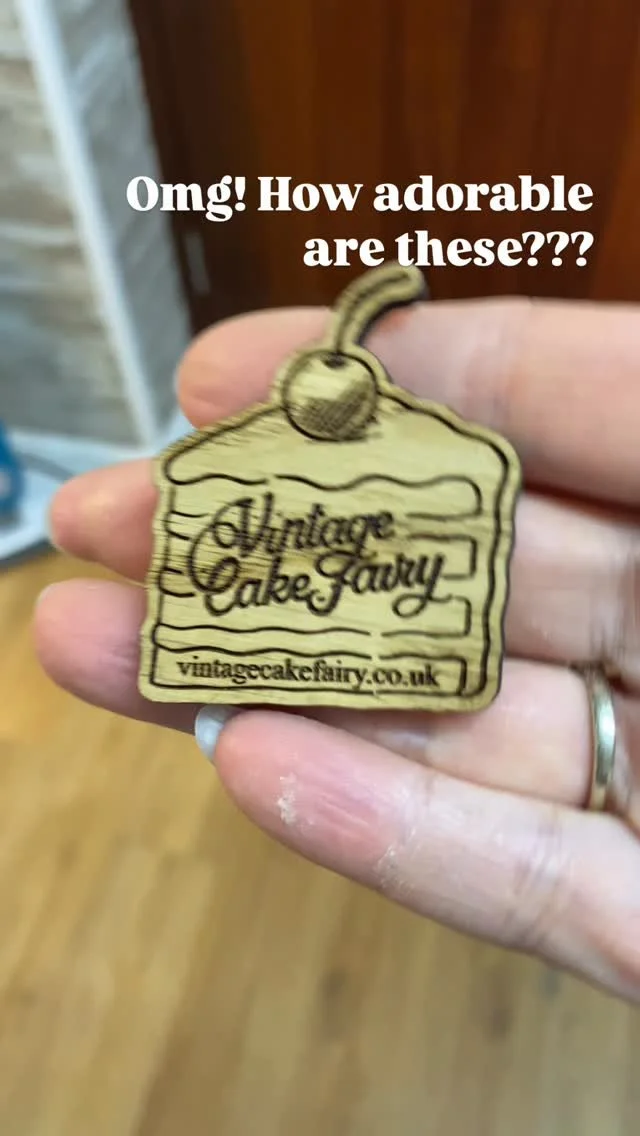 Omg! How adorable
are these???
Vintage
Cake Fairy
vintagecakefairy.co.uk